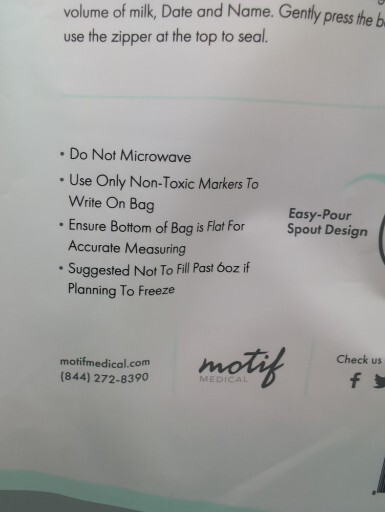 volume of milk, Date and Name. Gently press the
use the zipper at the top to seal.
• Do Not Microwave
• Use Only Non-Toxic Markers To
Write On Bag
• Ensure Bottom of Bag is Flat For
Accurate Measuring
• Suggested Not To Fill Past 6oz if
Planning To Freeze
Easy-Pour
Spout Design
motifmedical.com
(844) 272-8390
motif
MEDICAL
Check us